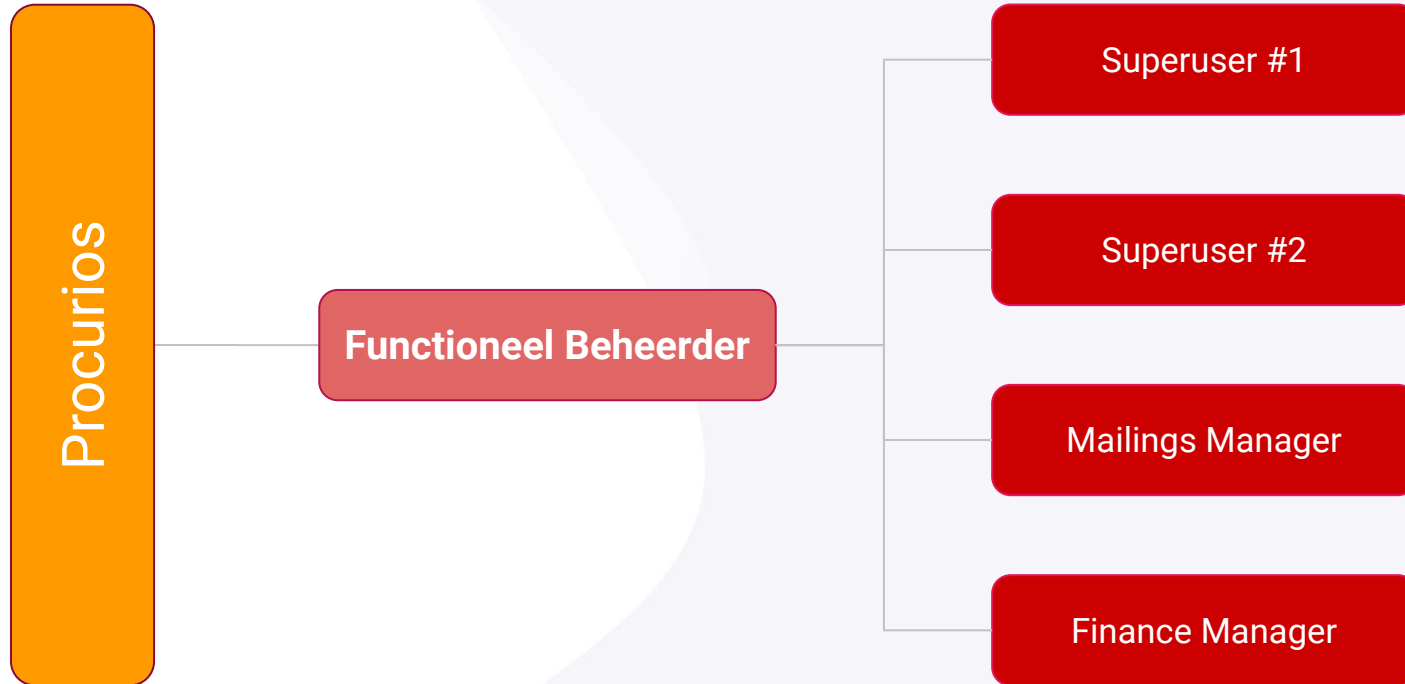 Procurios
Functioneel Beheerder
Superuser #1
Superuser #2
Mailings Manager
Finance Manager